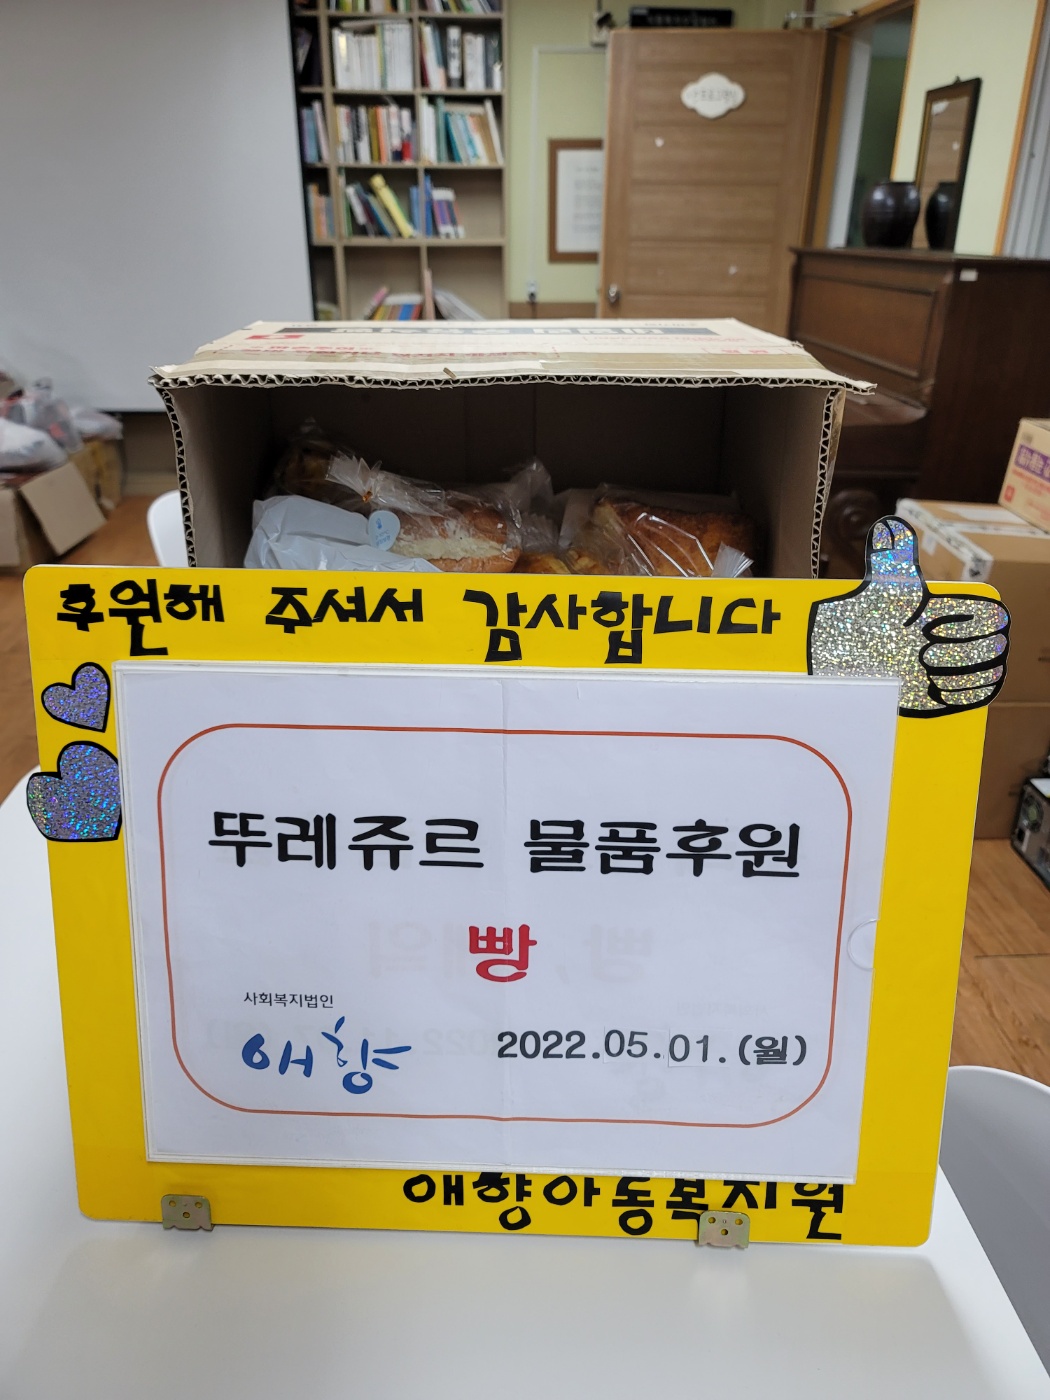 후원해 주셔서 감사합니다
뚜레쥬르 물품후원
빵
사회복지법인
애향
2022.05.01.(월)
애향아동복지원